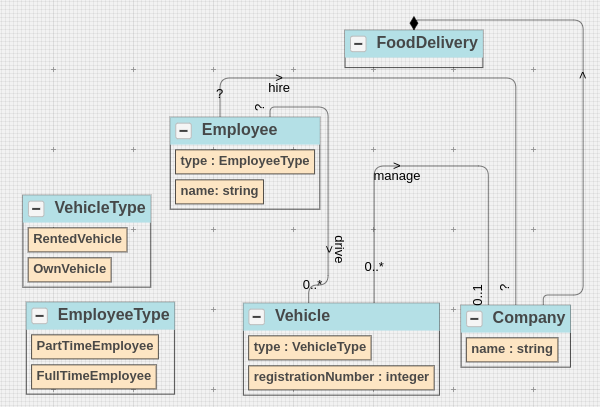 FoodDelivery
>
hire
?
?
<
Employee
type : EmployeeType
name: string
>
manage
VehicleType
RentedVehicle
OwnVehicle
drive
>
0..*
0..*
0..1
?
EmployeeType
PartTimeEmployee
FullTimeEmployee
Vehicle
type : VehicleType
registrationNumber : integer
Company
name : string